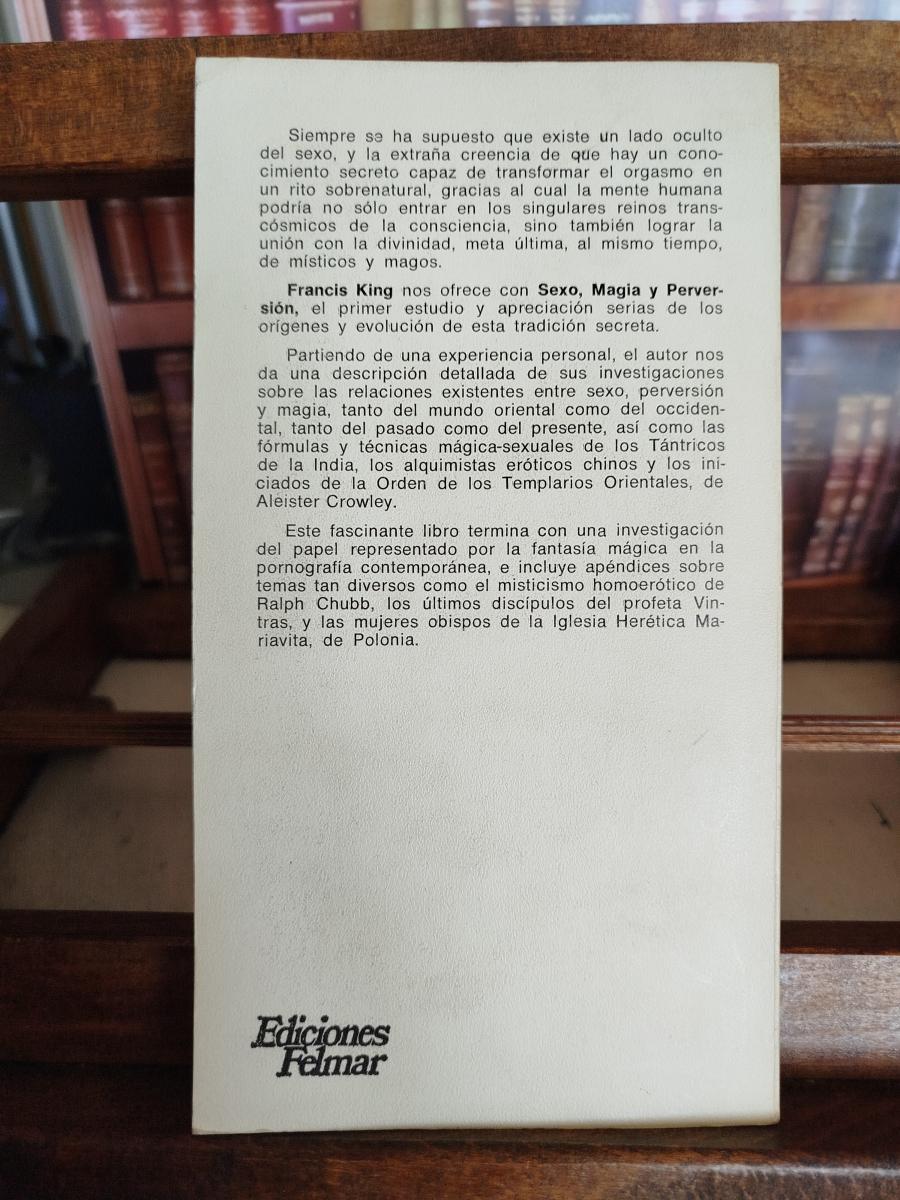 Siempre se ha supuesto que existe un lado oculto
del sexo, y la extraña creencia de que hay un cono-
cimiento secreto capaz de transformar el orgasmo en
un rito sobrenatural, gracias al cual la mente humana
podría no sólo entrar en los singulares reinos trans-
cósmicos de la consciencia, sino también lograr la
unión con la divinidad, meta última, al mismo tiempo,
de místicos y magos.
Francis King nos ofrece con Sexo, Magia y Perver-
sión, el primer estudio y apreciación serias de los
orígenes y evolución de esta tradición secreta.
Partiendo de una experiencia personal, el autor nos
da una descripción detallada de sus investigaciones
sobre las relaciones existentes entre sexo, perversión
y magia, tanto del mundo oriental como del occiden-
tal, tanto del pasado como del presente, así como las
fórmulas y técnicas mágica-sexuales de los Tántricos
de la India, los alquimistas eróticos chinos y los ini-
ciados de la Orden de los Templarios Orientales, de
Aleister Crowley.
Este fascinante libro termina con una investigación
del papel representado por la fantasía mágica en la
pornografía contemporánea, e incluye apéndices sobre
temas tan diversos como el misticismo homoerótico de
Ralph Chubb, los últimos discípulos del profeta Vin-
tras, y las mujeres obispos de la Iglesia Herética Ma-
riavita, de Polonia.
Ediciones
Felmar